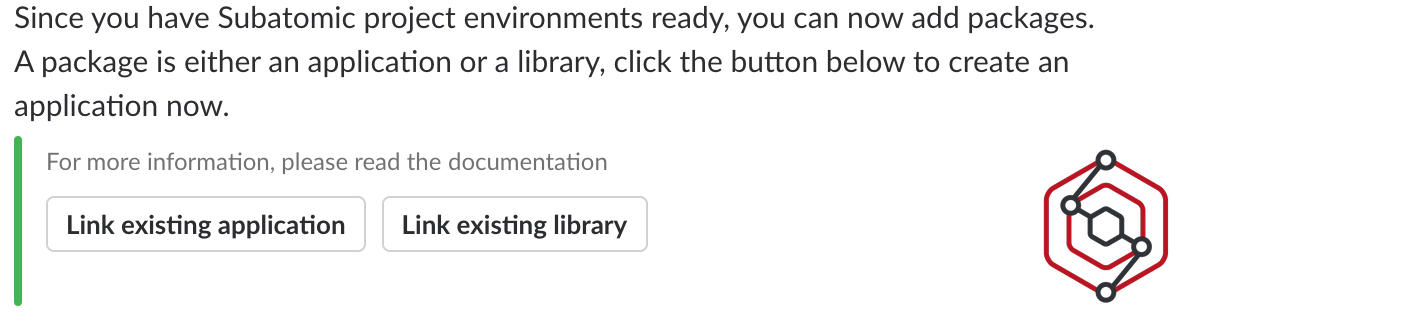 Since you have Subatomic project environments ready, you can now add packages.
A package is either an application or a library, click the button below to create an
application now.
For more information, please read the documentation
Link existing application
Link existing library